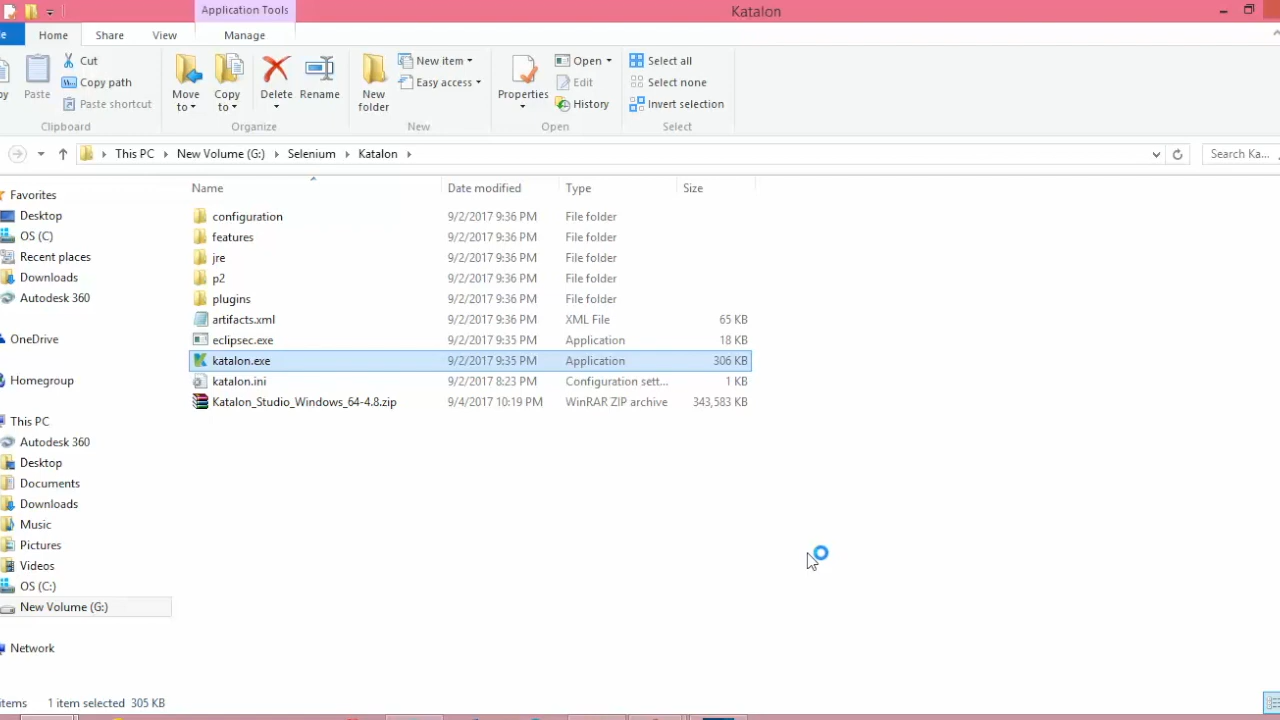 Application Tools
Katalon
Home Share View Manage
Cut
Copy path
Paste shortcut
Paste
Clipboard
Move to
Copy to
Delete
Rename
Organize
New folder
New item
Easy access
New
Properties
Open
Edit
History
Open
Select all
Select none
Invert selection
Select
This PC New Volume (G:) Selenium Katalon
Search Ka...
Name Date modified Type Size
configuration 9/2/2017 9:36 PM File folder
features 9/2/2017 9:36 PM File folder
jre 9/2/2017 9:36 PM File folder
p2 9/2/2017 9:36 PM File folder
plugins 9/2/2017 9:36 PM File folder
artifacts.xml 9/2/2017 9:36 PM XML File 65 KB
eclipsec.exe 9/2/2017 9:35 PM Application 18 KB
katalon.exe 9/2/2017 9:35 PM Application 306 KB
katalon.ini 9/2/2017 8:23 PM Configuration sett... 1 KB
Katalon_Studio_Windows_64-4.8.zip 9/4/2017 10:19 PM WinRAR ZIP archive 343,583 KB
Favorites
Desktop
OS (C)
Recent places
Downloads
Autodesk 360
OneDrive
Homegroup
This PC
Autodesk 360
Desktop
Documents
Downloads
Music
Pictures
Videos
OS (C:)
New Volume (G:)
Network
items 1 item selected 305 KB